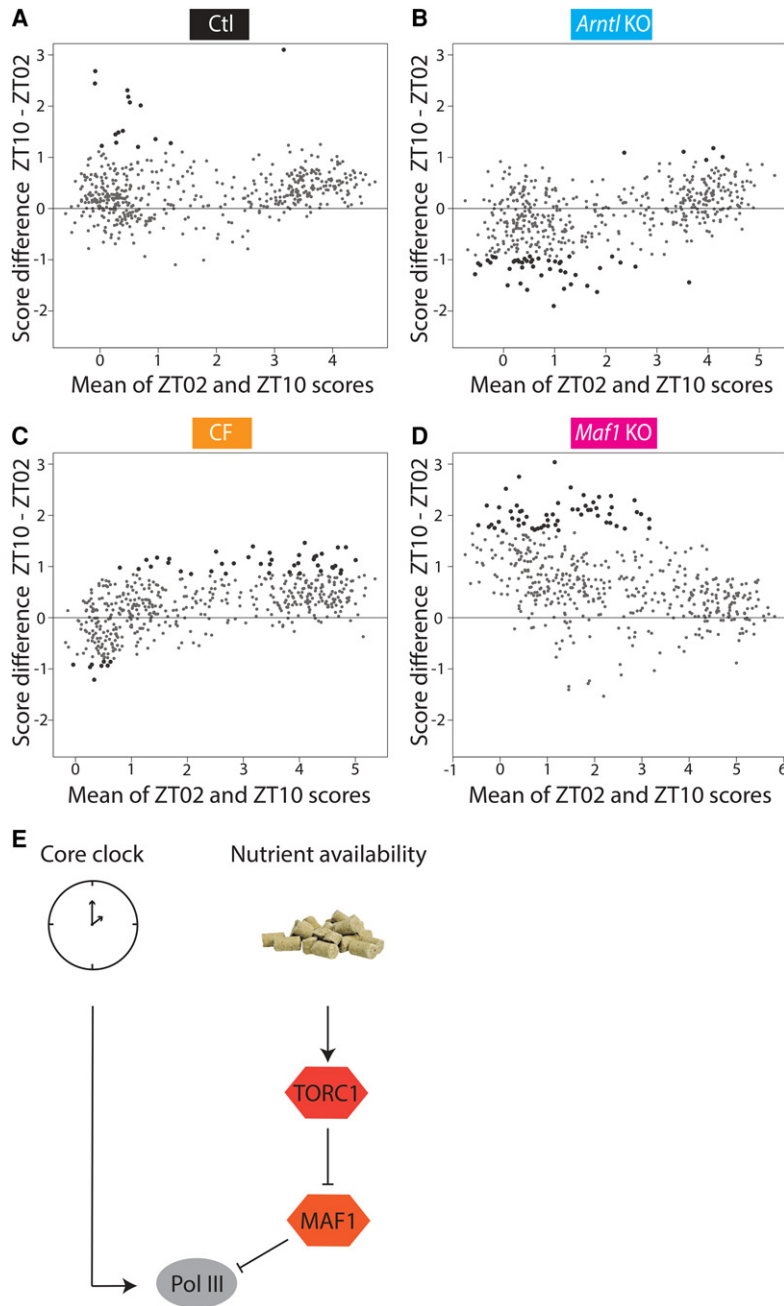 A
Ctl
Score difference ZT10 - ZT02
3
2
1
0
-1
-2
0 1 2 3 4
Mean of ZT02 and ZT10 scores
B
Arntl KO
Score difference ZT10 - ZT02
3
2
1
0
-1
-2
0 1 2 3 4 5
Mean of ZT02 and ZT10 scores
C
CF
Score difference ZT10 - ZT02
3
2
1
0
-1
-2
0 1 2 3 4 5
Mean of ZT02 and ZT10 scores
D
Maf1 KO
Score difference ZT10 - ZT02
3
2
1
0
-1
-2
-1 0 1 2 3 4 5 6
Mean of ZT02 and ZT10 scores
E
Core clock
Nutrient availability
TORC1
MAF1
Pol III